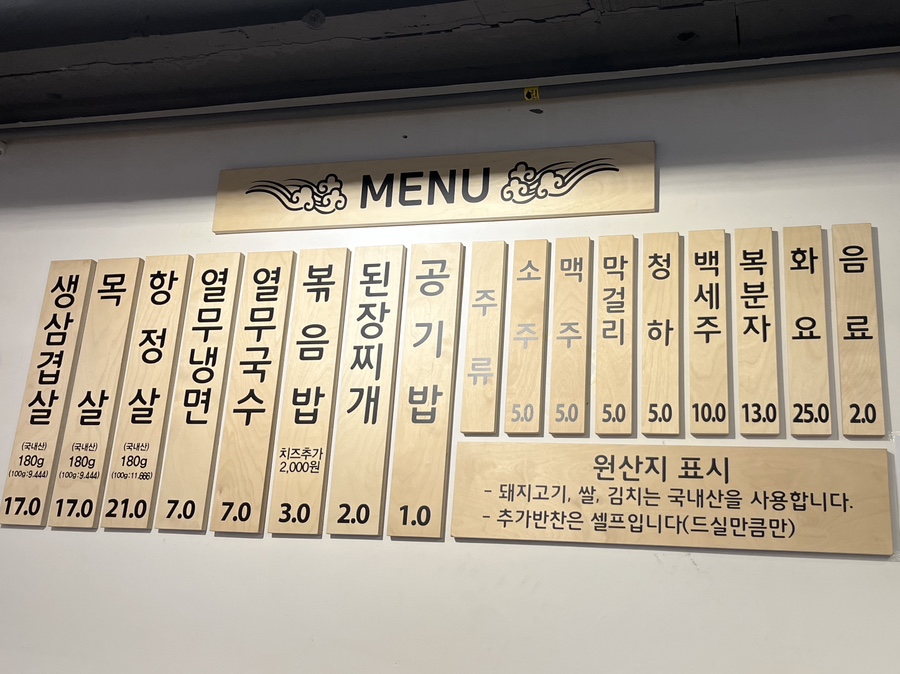 MENU
생삼겹살
(국내산)
180g
(100g:9.444)
17.0
목살
(국내산)
180g
(100g:9.444)
17.0
항정살
(국내산)
180g
(100g:11.666)
21.0
열무냉면
7.0
열무국수
7.0
볶음밥
치즈추가
2,000원
3.0
된장찌개
2.0
공기밥
1.0
주류
소주
5.0
맥주
5.0
막걸리
5.0
청하
5.0
백세주
10.0
복분자
13.0
화요
25.0
음료
2.0
원산지 표시
- 돼지고기, 쌀, 김치는 국내산을 사용합니다.
- 추가반찬은 셀프입니다(드실만큼만)